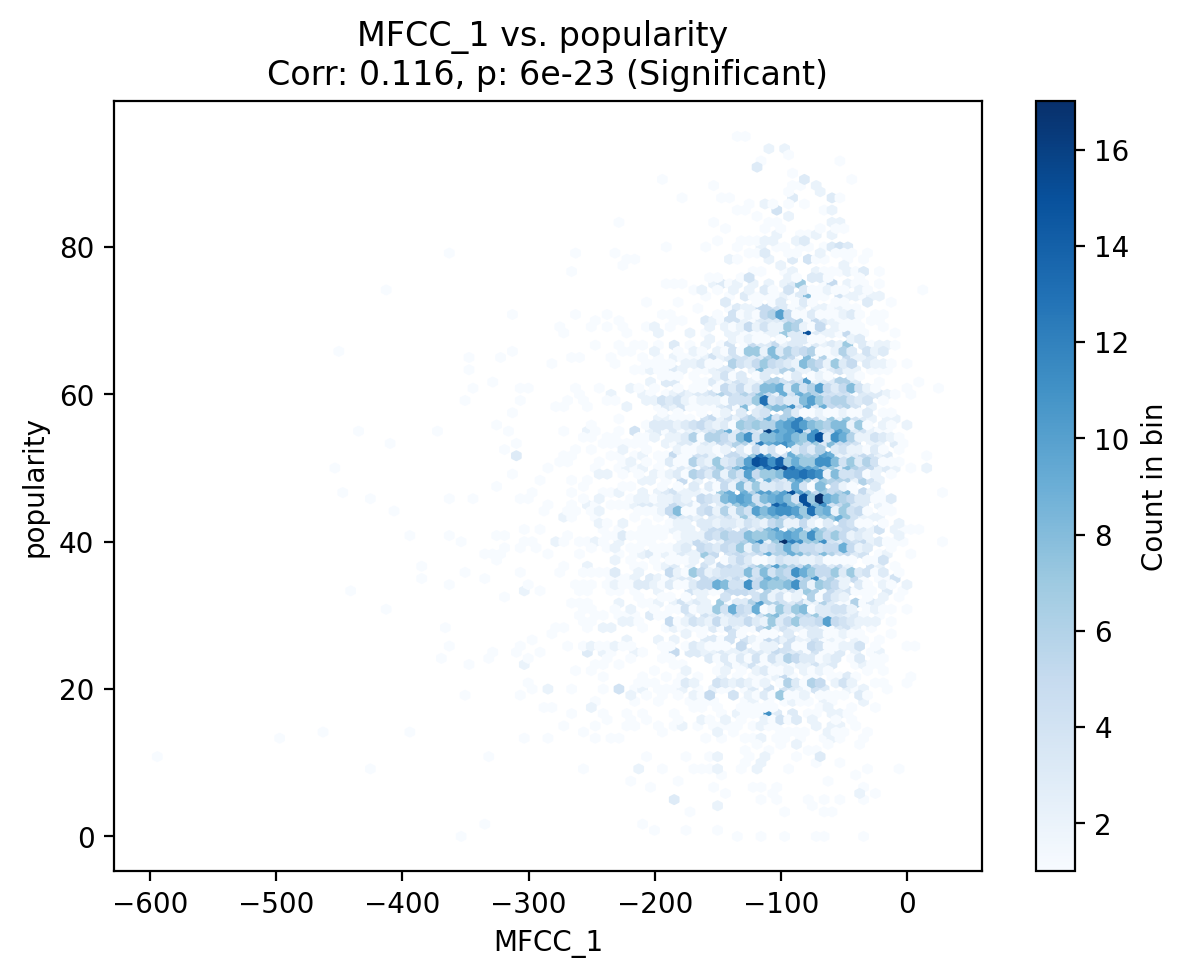 MFCC_1 vs. popularity
Corr: 0.116, p: 6e-23 (Significant)
popularity
80
60
40
20
0
−600 −500 −400 −300 −200 −100 0
MFCC_1
16
14
12
10
8
6
4
2
Count in bin